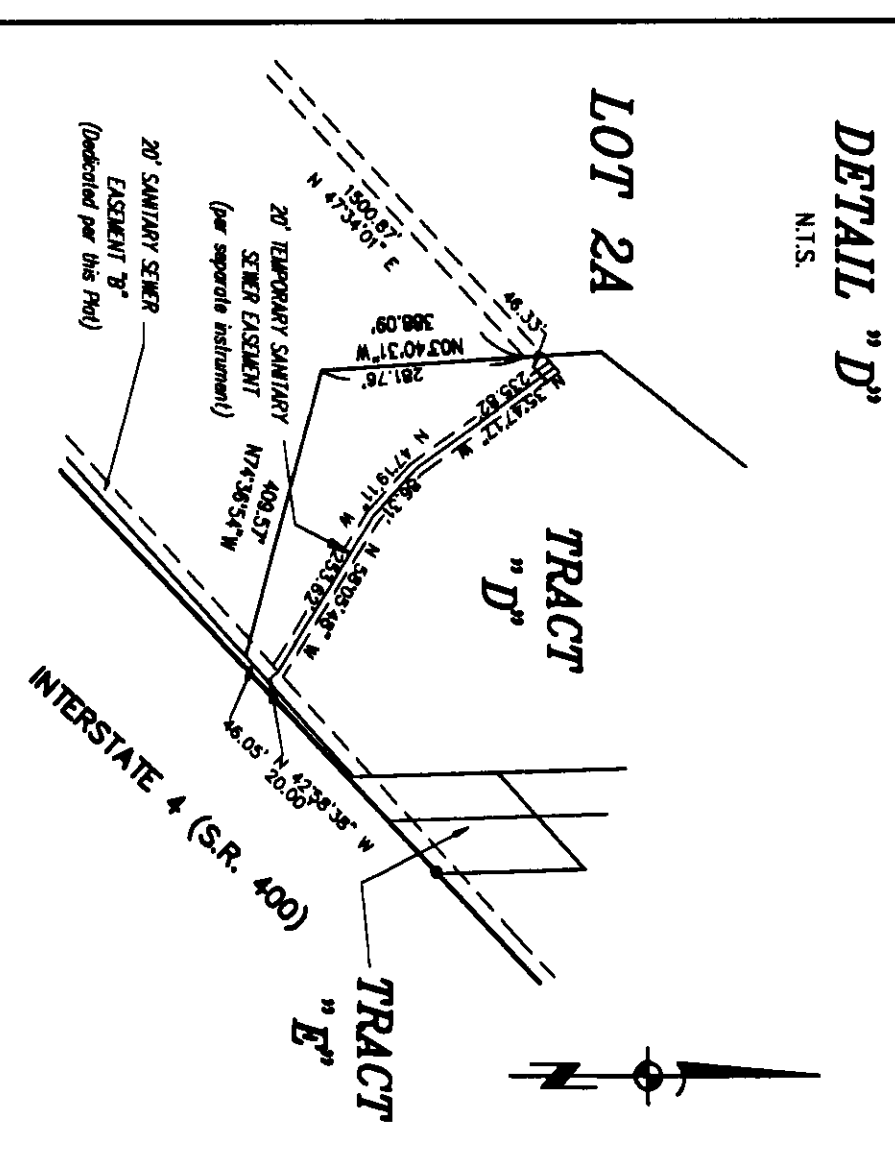 DETAIL "D"
N.T.S.
LOT 2A
1500.87'
N 47°34'01" E
46.33'
388.09'
N03°40'31"W
281.76'
235.82'
N 35°47'17" W
N 47°19'11" W
86.31'
N 58°05'48" W
253.62'
TRACT
"D"
20' TEMPORARY SANITARY
SEWER EASEMENT
(per separate instrument)
409.57'
N74°36'54"W
20' SANITARY SEWER
EASEMENT "B"
(Dedicated per this Plat)
46.05'
N 42°58'38" W
20.00'
INTERSTATE 4 (S.R. 400)
TRACT
"E"
N